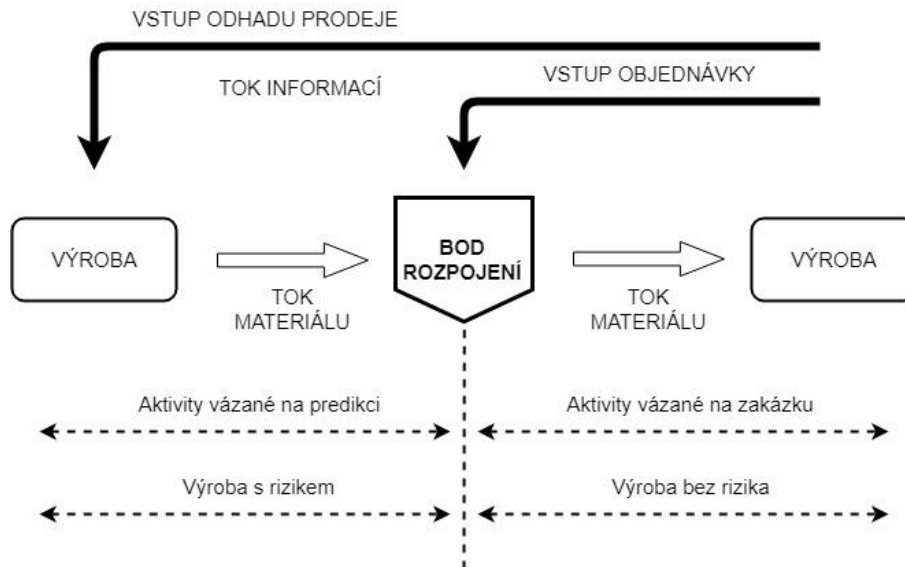 VSTUP ODHADU PRODEJE
TOK INFORMACÍ
VSTUP OBJEDNÁVKY
VÝROBA
TOK
MATERIÁLU
BOD
ROZPOJENÍ
TOK
MATERIÁLU
VÝROBA
Aktivity vázané na predikci
Aktivity vázané na zakázku
Výroba s rizikem
Výroba bez rizika